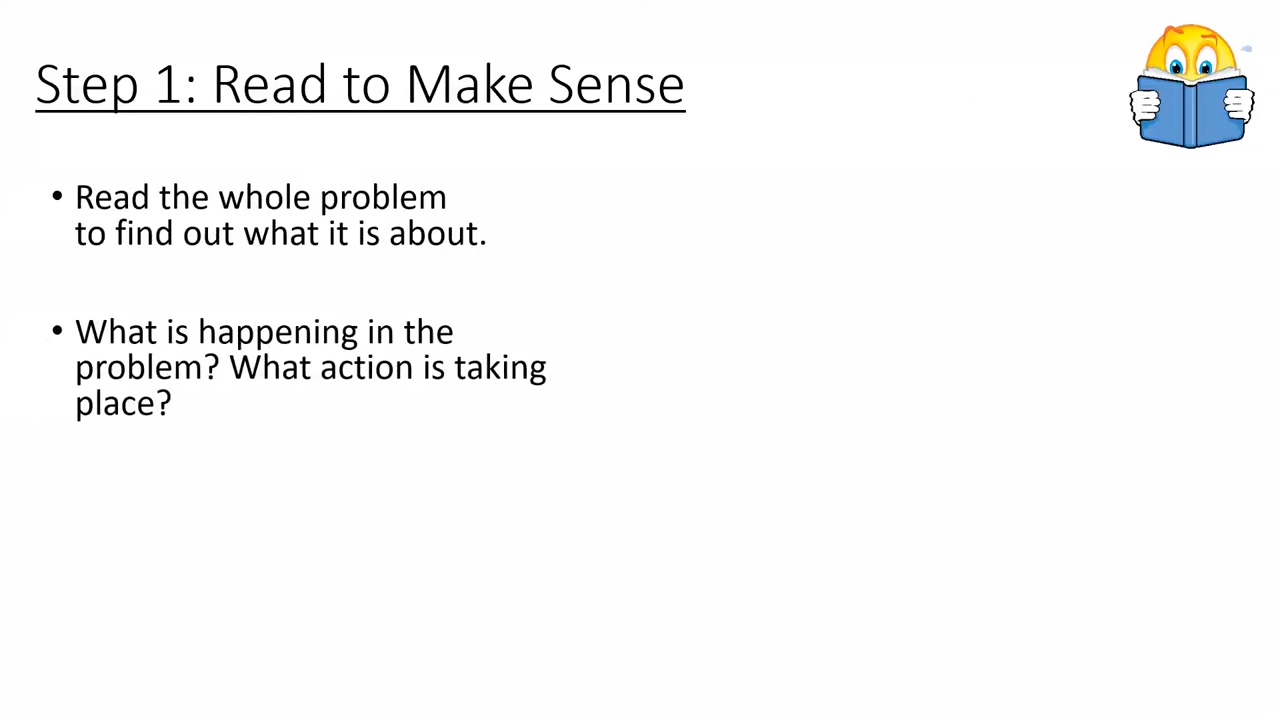 Step 1: Read to Make Sense
• Read the whole problem
to find out what it is about.
• What is happening in the
problem? What action is taking
place?